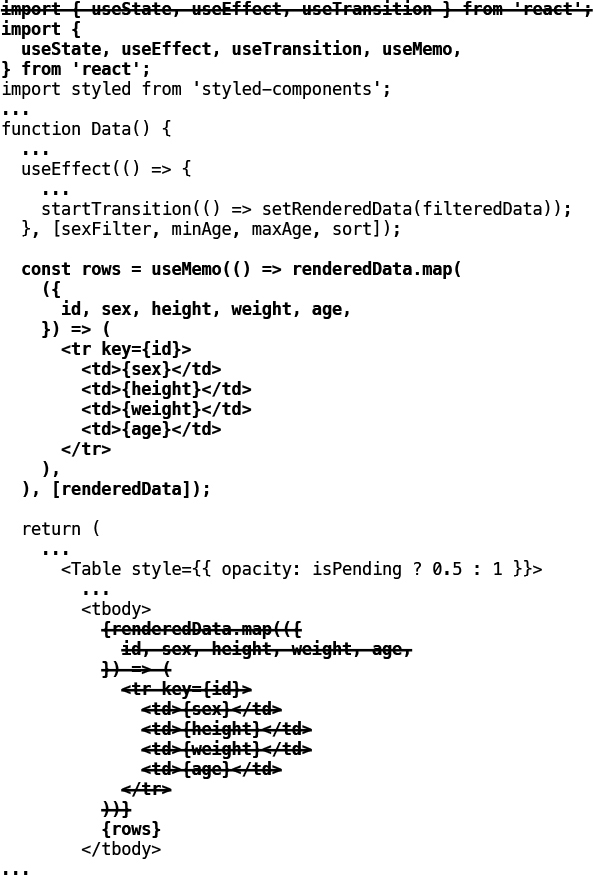 import { useState, useEffect, useTransition } from 'react';
import {
  useState, useEffect, useTransition, useMemo,
} from 'react';
import styled from 'styled-components';
...
function Data() {
  ...
  useEffect(() => {
    ...
    startTransition(() => setRenderedData(filteredData));
  }, [sexFilter, minAge, maxAge, sort]);

  const rows = useMemo(() => renderedData.map(
    ({
      id, sex, height, weight, age,
    }) => (
      <tr key={id}>
        <td>{sex}</td>
        <td>{height}</td>
        <td>{weight}</td>
        <td>{age}</td>
      </tr>
    ),
  ), [renderedData]);

  return (
    ...
      <Table style={{ opacity: isPending ? 0.5 : 1 }}>
        ...
        <tbody>
          {renderedData.map(({
            id, sex, height, weight, age,
          }) => (
            <tr key={id}>
              <td>{sex}</td>
              <td>{height}</td>
              <td>{weight}</td>
              <td>{age}</td>
            </tr>
          ))}
          {rows}
        </tbody>
...